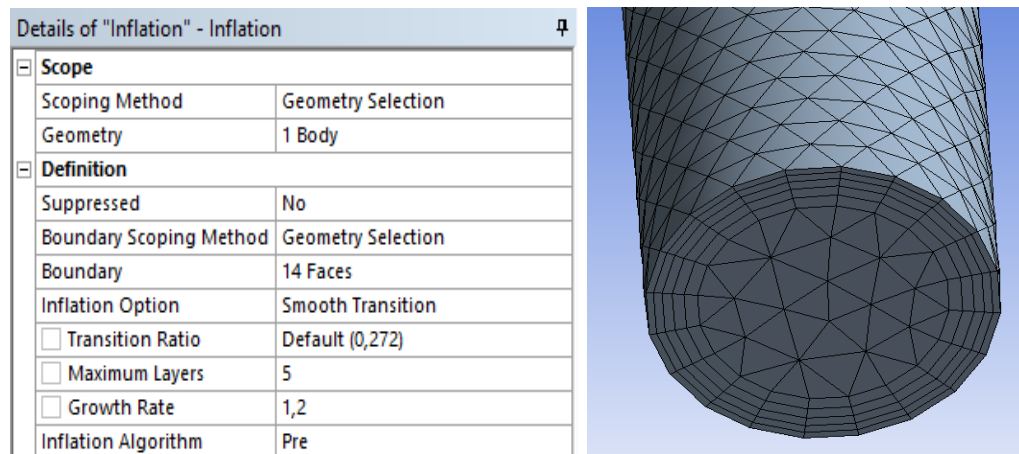 Details of "Inflation" - Inflation
Scope
Scoping Method Geometry Selection
Geometry 1 Body
Definition
Suppressed No
Boundary Scoping Method Geometry Selection
Boundary 14 Faces
Inflation Option Smooth Transition
Transition Ratio Default (0,272)
Maximum Layers 5
Growth Rate 1,2
Inflation Algorithm Pre